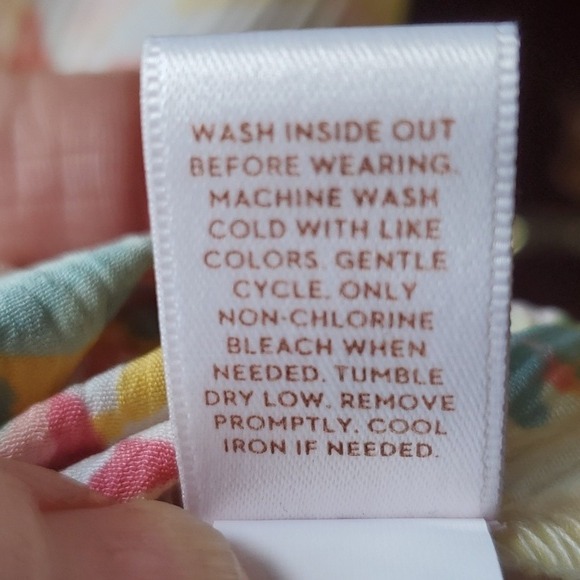 WASH INSIDE OUT
BEFORE WEARING.
MACHINE WASH
COLD WITH LIKE
COLORS. GENTLE
CYCLE. ONLY
NON-CHLORINE
BLEACH WHEN
NEEDED. TUMBLE
DRY LOW. REMOVE
PROMPTLY. COOL
IRON IF NEEDED.